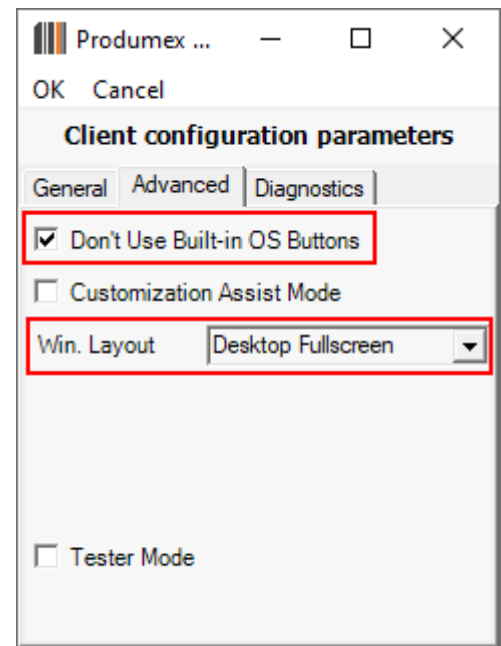 Produmex ...
OK Cancel
Client configuration parameters
General Advanced Diagnostics
Don't Use Built-in OS Buttons
Customization Assist Mode
Win. Layout Desktop Fullscreen
Tester Mode